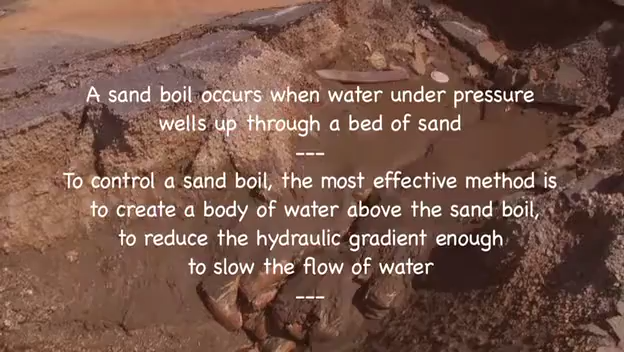 A sand boil occurs when water under pressure
wells up through a bed of sand
---
To control a sand boil, the most effective method is
to create a body of water above the sand boil,
to reduce the hydraulic gradient enough
to slow the flow of water
---